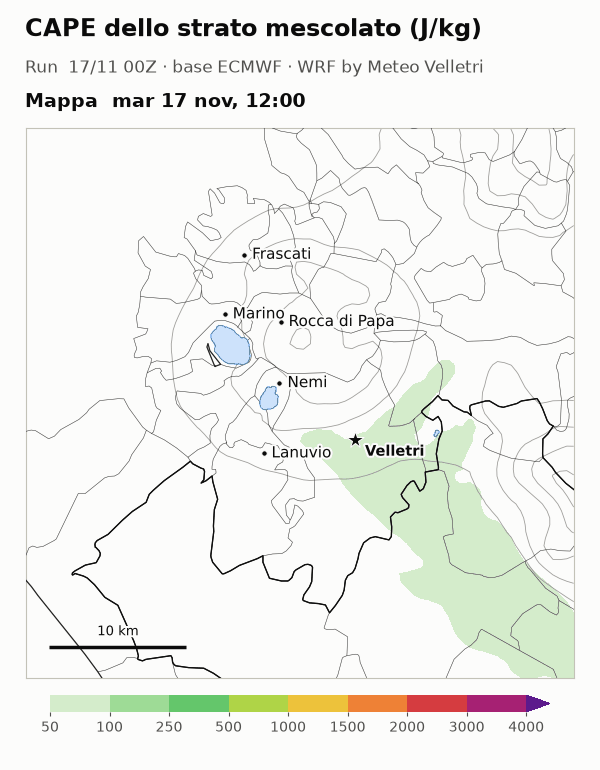 CAPE dello strato mescolato (J/kg)
Run  17/11 00Z · base ECMWF · WRF by Meteo Velletri
Mappa  mar 17 nov, 12:00
Frascati
Marino
Rocca di Papa
Nemi
Velletri
Lanuvio
10 km
50 100 250 500 1000 1500 2000 3000 4000